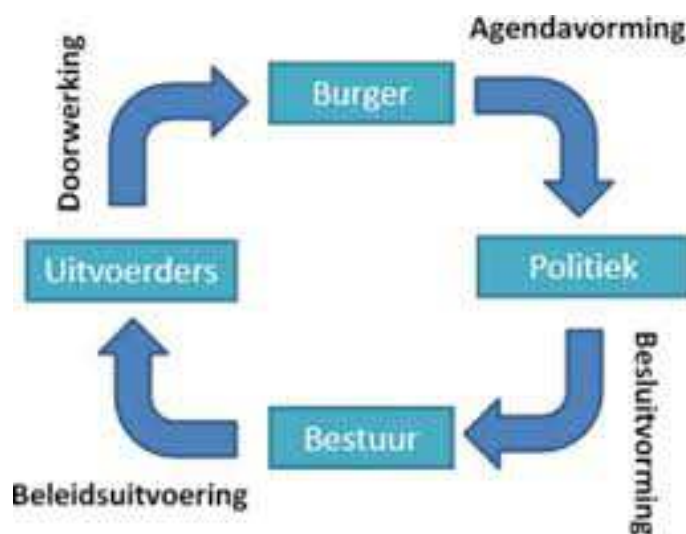 Agendavorming
Burger
Doorwerking
Uitvoerders
Politiek
Besluitvorming
Bestuur
Beleidsuitvoering